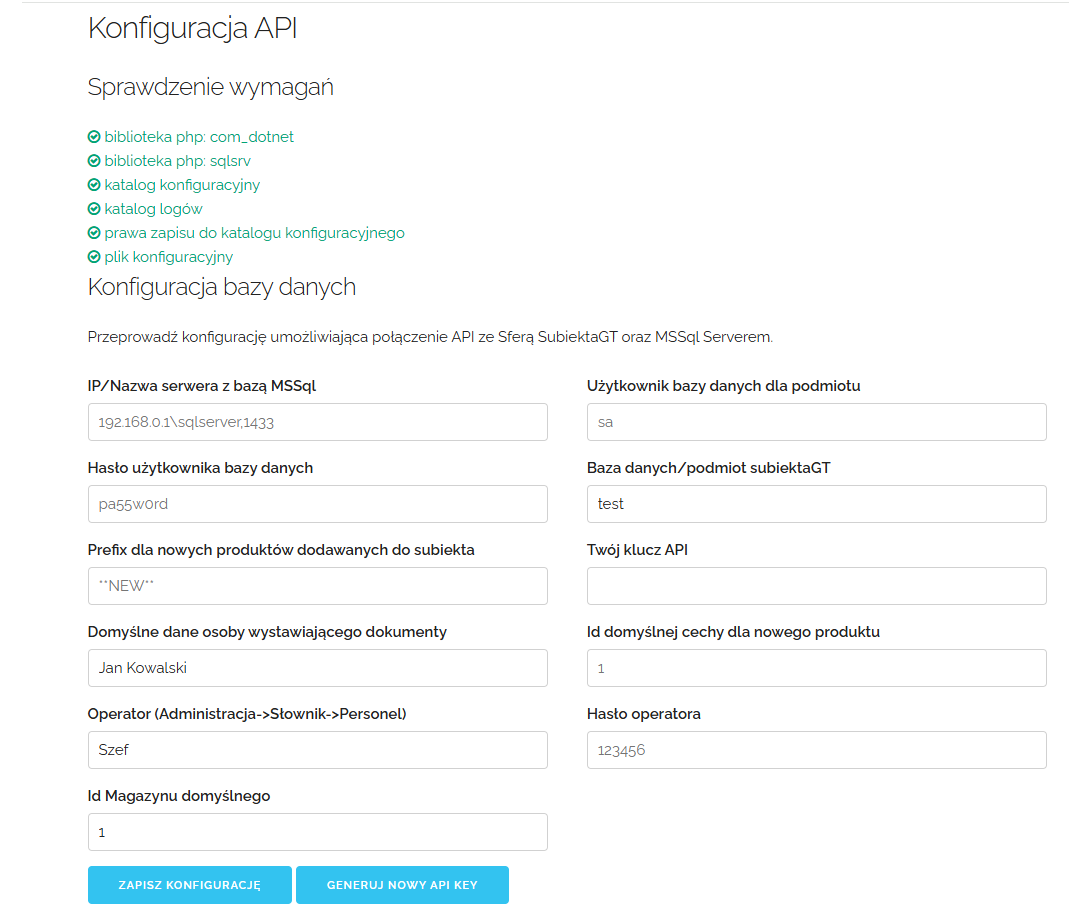 Konfiguracja API
Sprawdzenie wymagań
biblioteka php: com_dotnet
biblioteka php: sqlsrv
katalog konfiguracyjny
katalog logów
prawa zapisu do katalogu konfiguracyjnego
plik konfiguracyjny
Konfiguracja bazy danych
Przeprowadź konfigurację umożliwiająca połączenie API ze Sferą SubiektaGT oraz MSSql Serverem.
IP/Nazwa serwera z bazą MSSql
Użytkownik bazy danych dla podmiotu
192.168.0.1\sqlserver,1433
sa
Hasło użytkownika bazy danych
Baza danych/podmiot subiektaGT
pa55w0rd
test
Prefix dla nowych produktów dodawanych do subiekta
Twój klucz API
**NEW**
Domyślne dane osoby wystawiającego dokumenty
Id domyślnej cechy dla nowego produktu
Jan Kowalski
1
Operator (Administracja->Słownik->Personel)
Hasło operatora
Szef
123456
Id Magazynu domyślnego
1
ZAPISZ KONFIGURACJĘ
GENERUJ NOWY API KEY